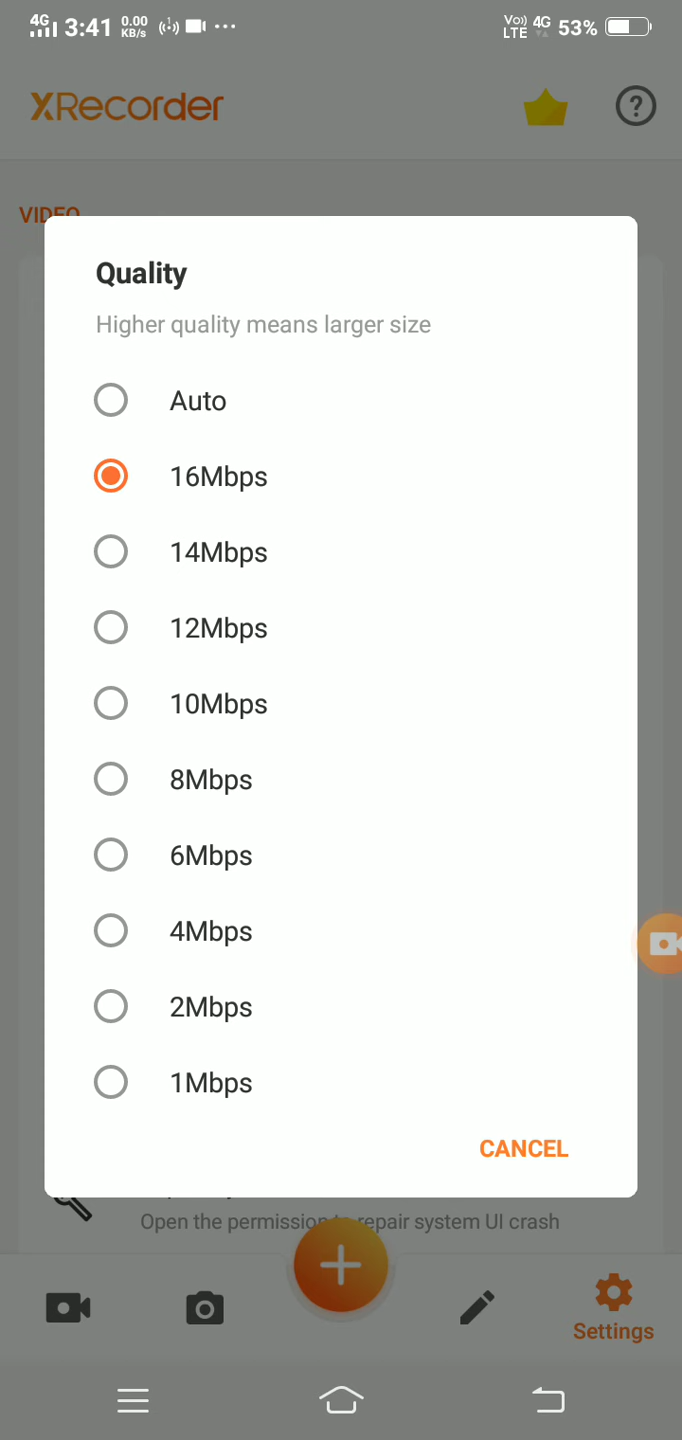 4G 3:41 0.00 KB/s Vo)) LTE 4G 53%
XRecorder
VIDEO
Quality
Higher quality means larger size
Auto
16Mbps
14Mbps
12Mbps
10Mbps
8Mbps
6Mbps
4Mbps
2Mbps
1Mbps
CANCEL
Open the permission to repair system UI crash
Settings